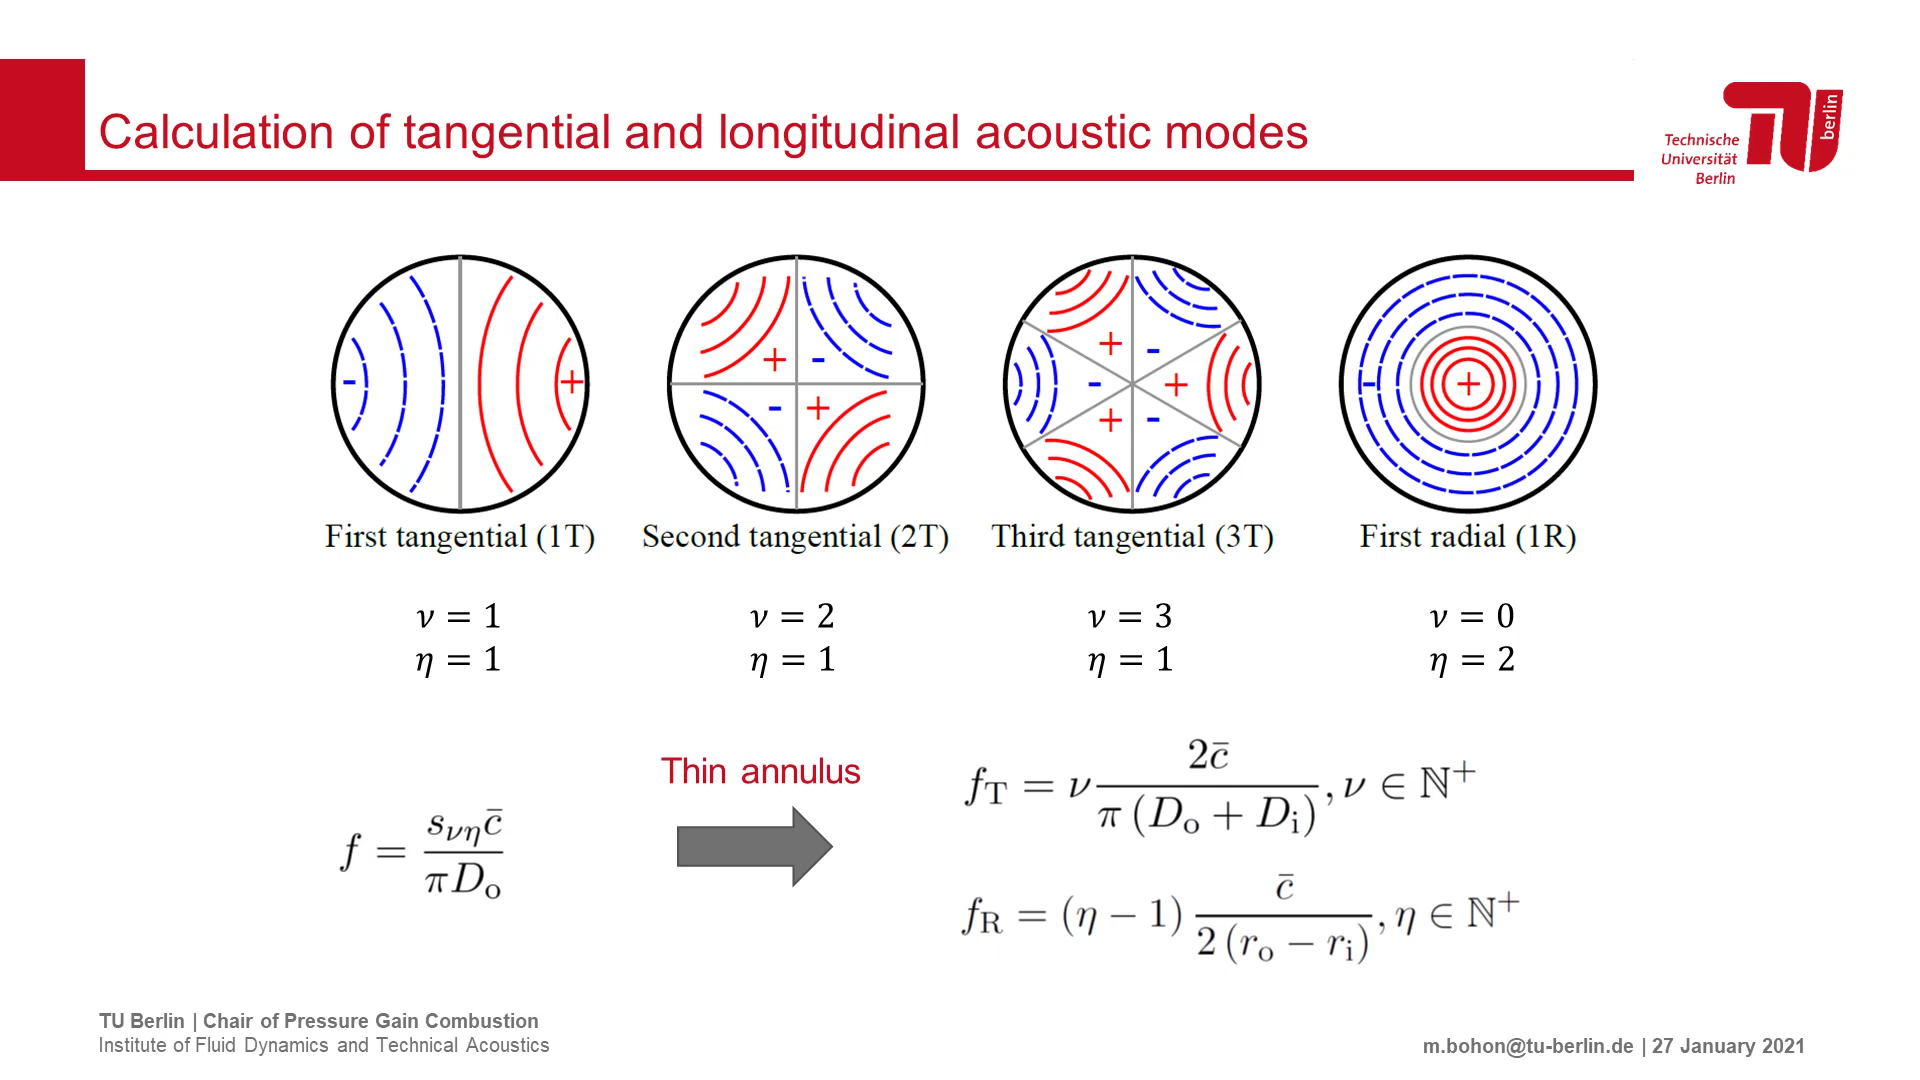 Calculation of tangential and longitudinal acoustic modes
Technische
Universität
Berlin
berlin
- +
+ -
- +
+ -
- +
+ -
- +
First tangential (1T)
Second tangential (2T)
Third tangential (3T)
First radial (1R)
ν = 1
η = 1
ν = 2
η = 1
ν = 3
η = 1
ν = 0
η = 2
f = s_{νη} c̄ / π D_o
Thin annulus
f_T = ν 2c̄ / π (D_o + D_i), ν ∈ ℕ⁺
f_R = (η − 1) c̄ / 2 (r_o − r_i), η ∈ ℕ⁺
TU Berlin | Chair of Pressure Gain Combustion
Institute of Fluid Dynamics and Technical Acoustics
m.bohon@tu-berlin.de | 27 January 2021